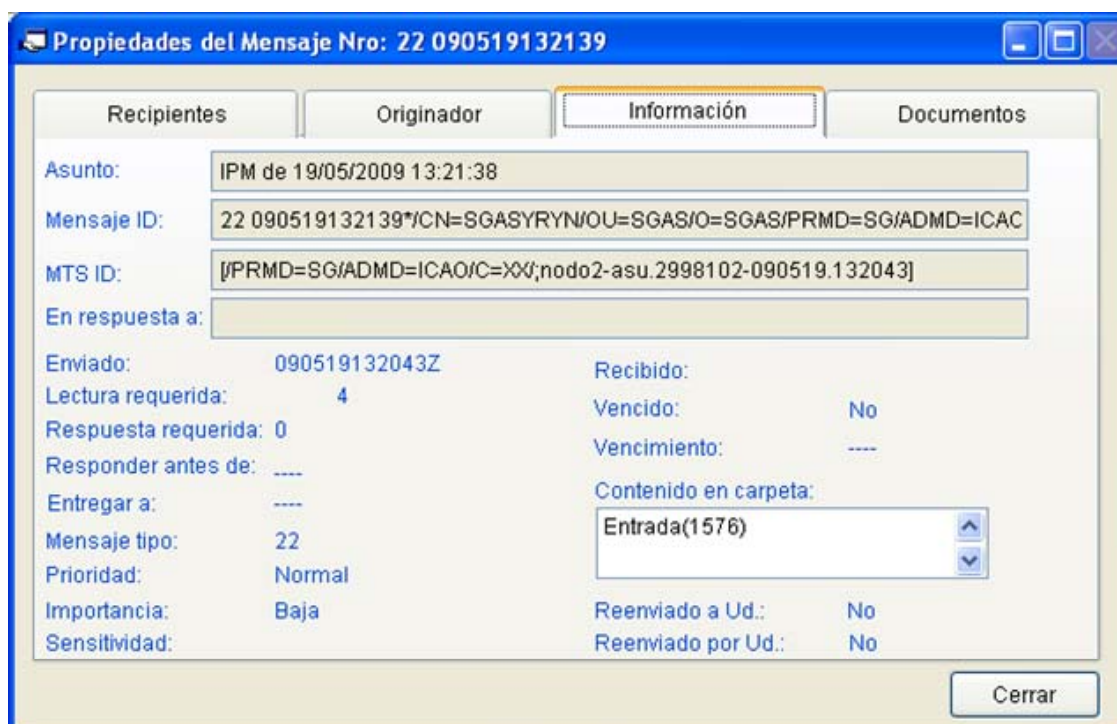 Propiedades del Mensaje Nro: 22 090519132139
Recipientes Originador Información Documentos
Asunto: IPM de 19/05/2009 13:21:38
Mensaje ID: 22 090519132139*/CN=SGASYRYN/OU=SGAS/O=SGAS/PRMD=SG/ADMD=ICAO
MTS ID: [/PRMD=SG/ADMD=ICAO/C=XX/;nodo2-asu.2998102-090519.132043]
En respuesta a:
Enviado: 090519132043Z
Lectura requerida: 4
Respuesta requerida: 0
Responder antes de: ----
Entregar a: ----
Mensaje tipo: 22
Prioridad: Normal
Importancia: Baja
Sensitividad:
Recibido:
Vencido: No
Vencimiento: ----
Contenido en carpeta:
Entrada(1576)
Reenviado a Ud.: No
Reenviado por Ud.: No
Cerrar